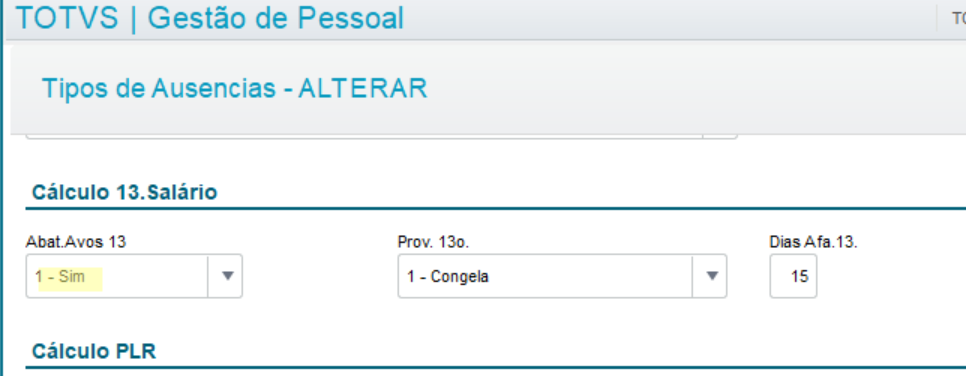 TOTVS | Gestão de Pessoal
Tipos de Ausencias - ALTERAR
Cálculo 13.Salário
Abat.Avos 13 Prov. 13o. Dias Afa.13.
1 - Sim 1 - Congela 15
Cálculo PLR